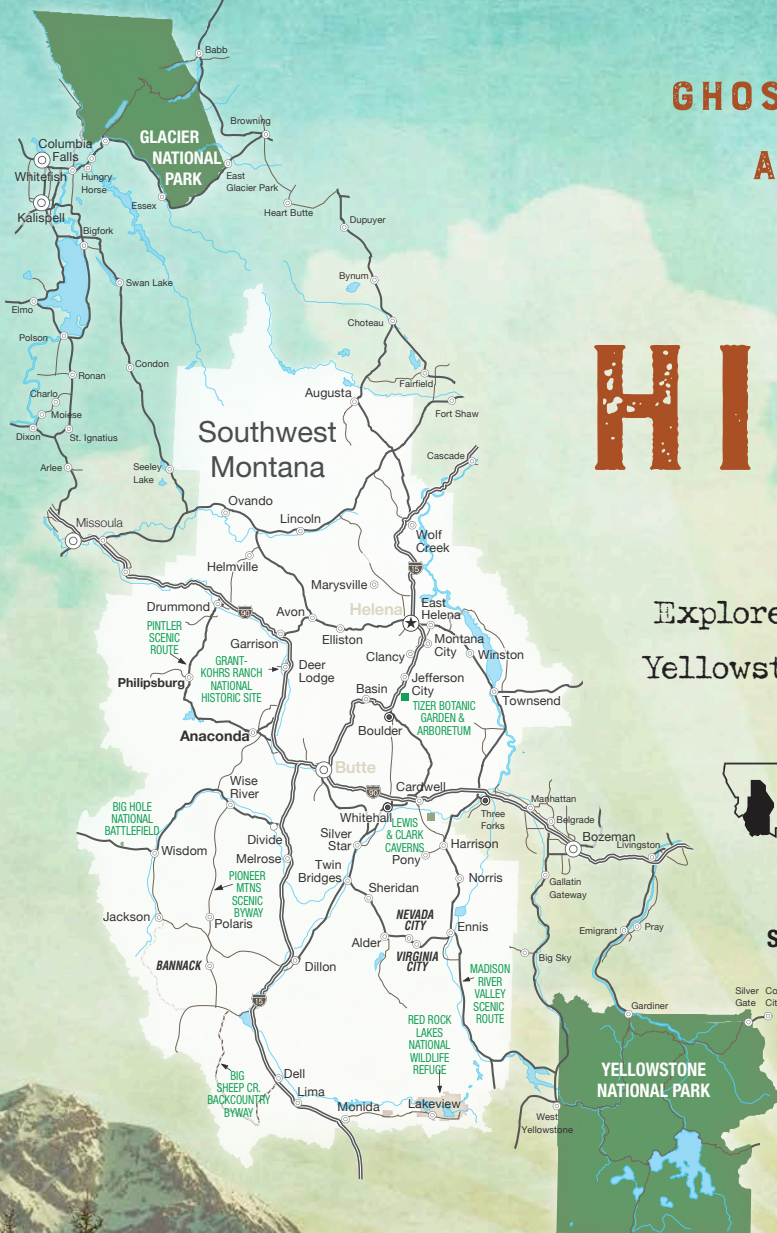 GHOS
A
HI
Explore
Yellowst
S
Babb
Browning
GLACIER
NATIONAL
PARK
Columbia
Falls
Whitefish
Hungry
Horse
East
Glacier Park
Essex
Heart Butte
Kalispell
Dupuyer
Bigfork
Bynum
Swan Lake
Elmo
Choteau
Polson
Condon
Ronan
Fairfield
Charlo
Augusta
Moiese
Fort Shaw
Dixon
St. Ignatius
Southwest
Montana
Arlee
Seeley
Lake
Cascade
Ovando
Lincoln
Missoula
Wolf
Creek
Helmville
15
Marysville
Drummond
90
Avon
Helena
East
Helena
PINTLER
SCENIC
ROUTE
Garrison
Elliston
Montana
City
Clancy
Winston
GRANT-
KOHRS RANCH
NATIONAL
HISTORIC SITE
Deer
Lodge
Philipsburg
Basin
Jefferson
City
Townsend
TIZER BOTANIC
GARDEN &
ARBORETUM
Anaconda
Boulder
Butte
Wise
River
90
Cardwell
BIG HOLE
NATIONAL
BATTLEFIELD
Whitehall
Three
Forks
Manhattan
Belgrade
Bozeman
Livingston
LEWIS
& CLARK
CAVERNS
Divide
Silver
Star
Harrison
Wisdom
Melrose
Pony
Twin
Bridges
Norris
PIONEER
MTNS
SCENIC
BYWAY
Sheridan
Gallatin
Gateway
Jackson
Polaris
NEVADA
CITY
Ennis
Emigrant
Pray
Alder
VIRGINIA
CITY
Big Sky
BANNACK
Dillon
MADISON
RIVER
VALLEY
SCENIC
ROUTE
15
Silver
Gate
Co
Cit
Gardiner
RED ROCK
LAKES
NATIONAL
WILDLIFE
REFUGE
YELLOWSTONE
NATIONAL PARK
BIG
SHEEP CR.
BACKCOUNTRY
BYWAY
Dell
Lima
Monida
Lakeview
West
Yellowstone